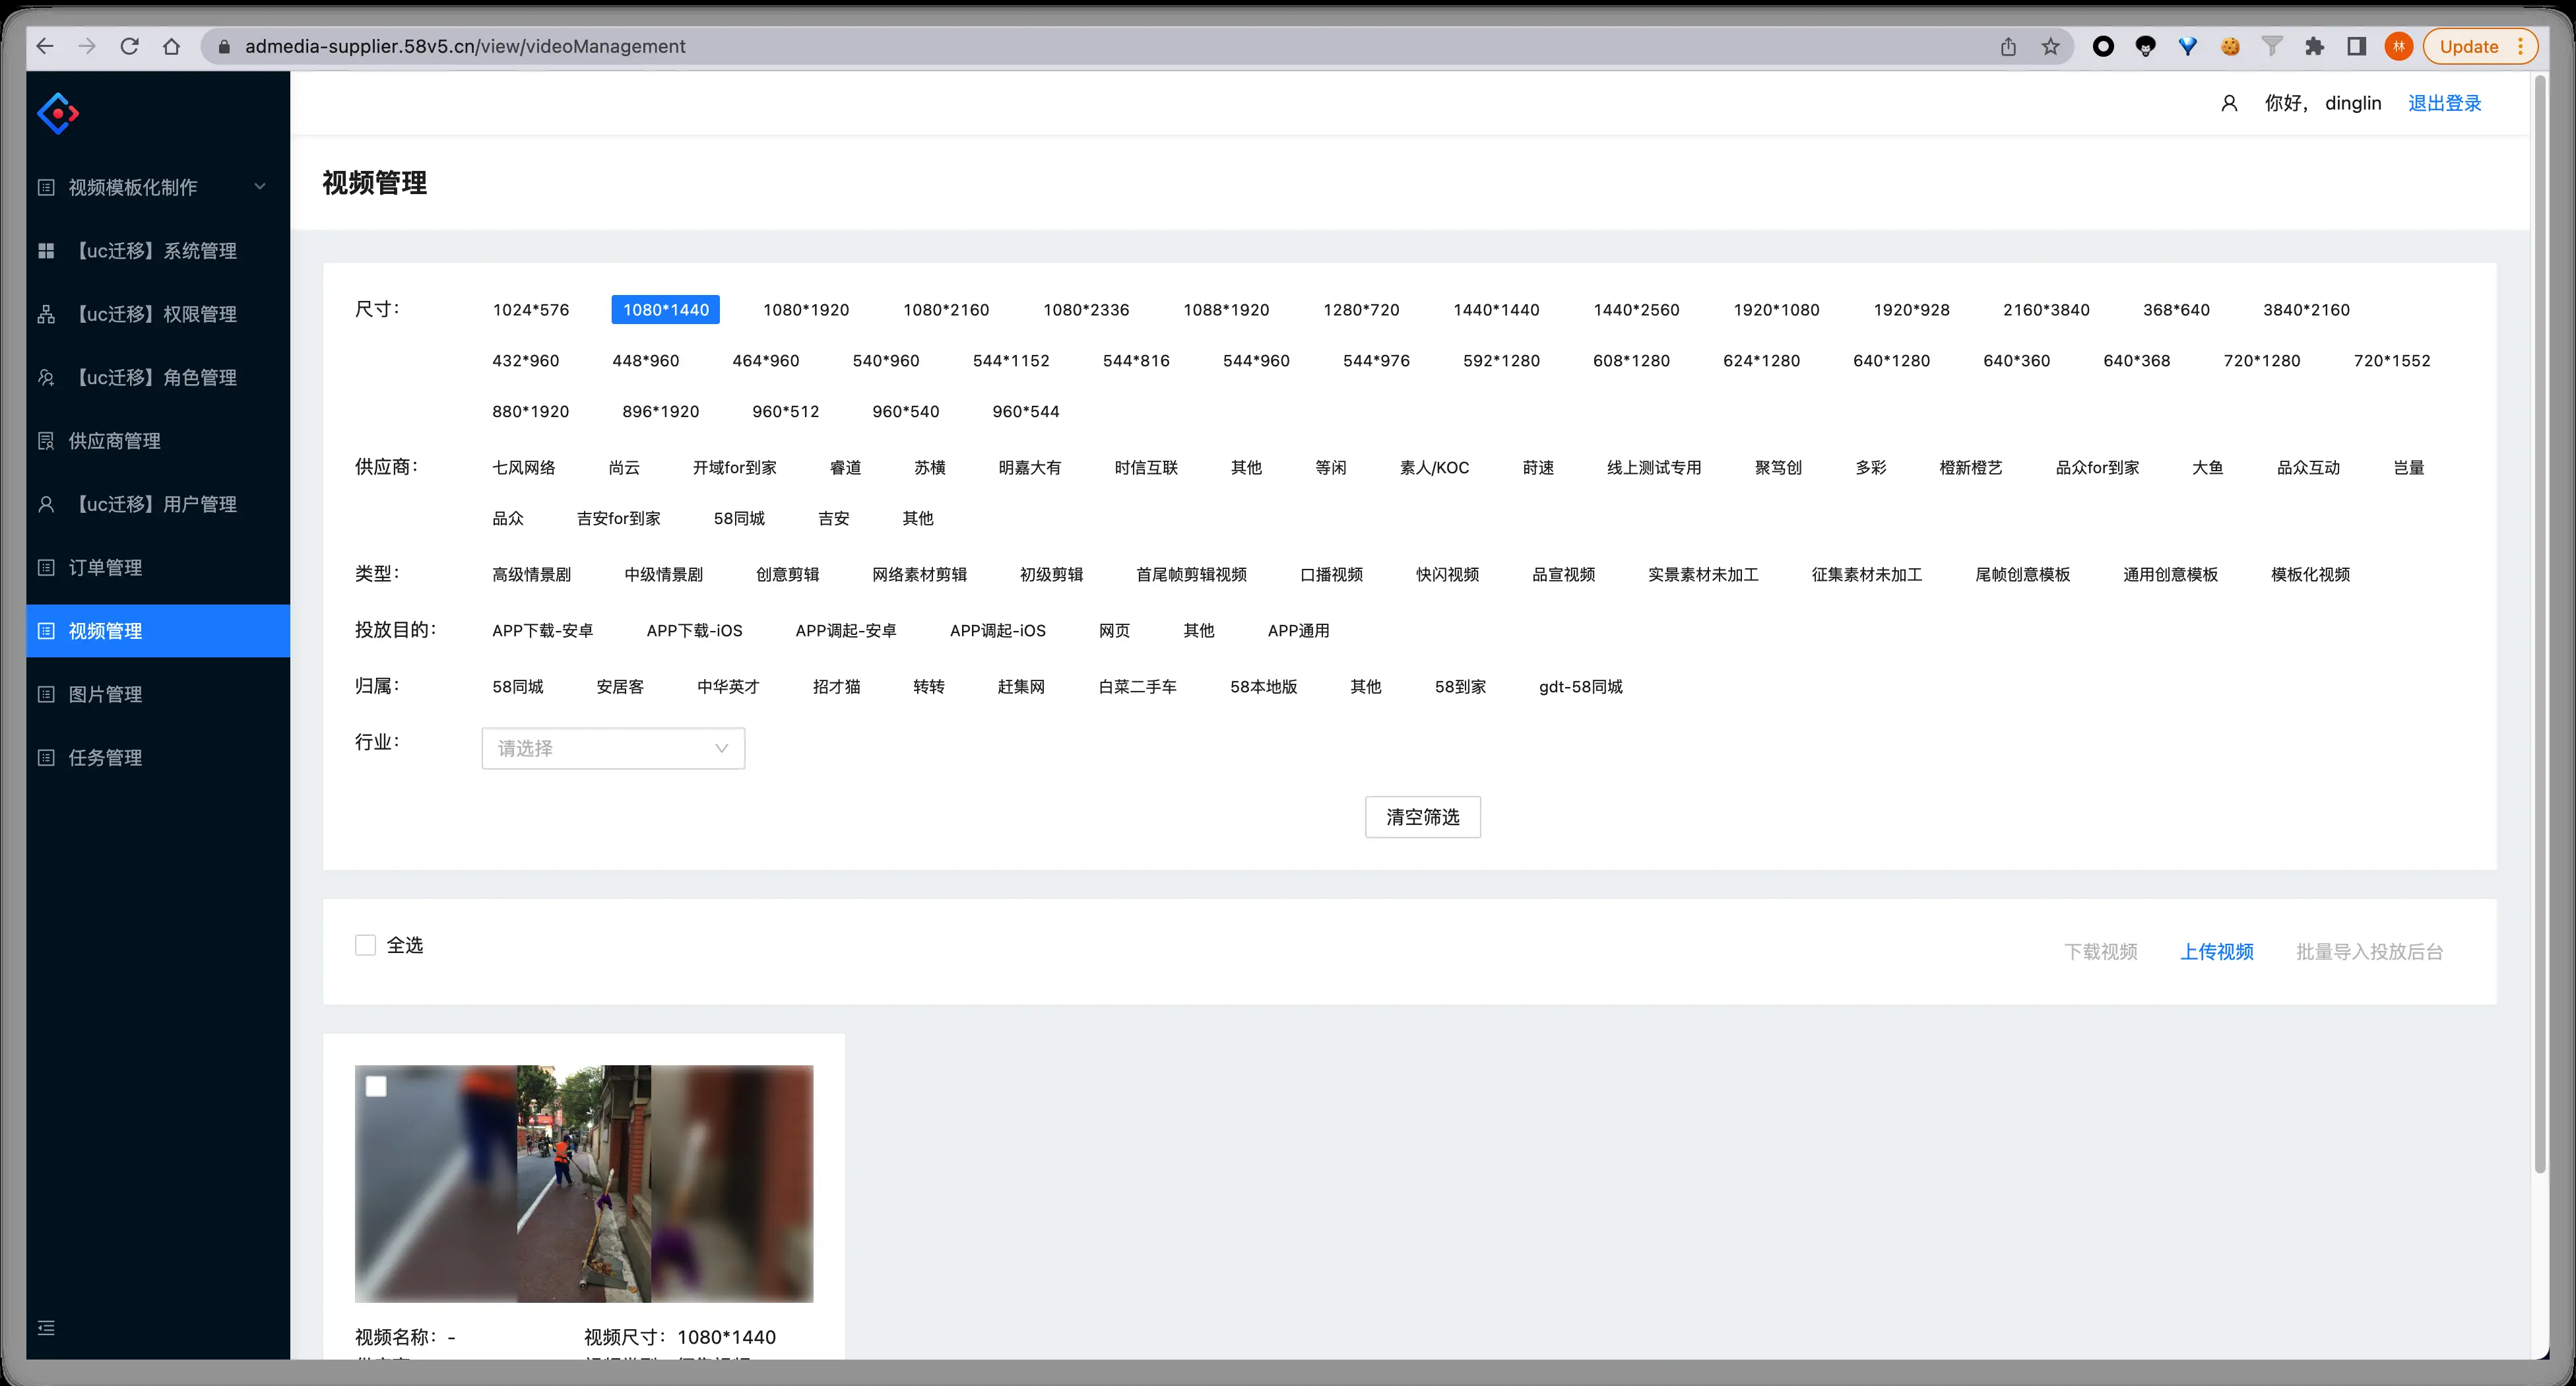 admedia-supplier.58v5.cn/view/videoManagement
林
Update
你好， dinglin 退出登录
视频模板化制作
【uc迁移】系统管理
【uc迁移】权限管理
【uc迁移】角色管理
供应商管理
【uc迁移】用户管理
订单管理
视频管理
图片管理
任务管理
视频管理
尺寸： 1024*576 1080*1440 1080*1920 1080*2160 1080*2336 1088*1920 1280*720 1440*1440 1440*2560 1920*1080 1920*928 2160*3840 368*640 3840*2160
432*960 448*960 464*960 540*960 544*1152 544*816 544*960 544*976 592*1280 608*1280 624*1280 640*1280 640*360 640*368 720*1280 720*1552
880*1920 896*1920 960*512 960*540 960*544
供应商： 七风网络 尚云 开域for到家 睿道 苏横 明嘉大有 时信互联 其他 等闲 素人/KOC 莳速 线上测试专用 聚笃创 多彩 橙新橙艺 品众for到家 大鱼 品众互动 岂量
品众 吉安for到家 58同城 吉安 其他
类型： 高级情景剧 中级情景剧 创意剪辑 网络素材剪辑 初级剪辑 首尾帧剪辑视频 口播视频 快闪视频 品宣视频 实景素材未加工 征集素材未加工 尾帧创意模板 通用创意模板 模板化视频
投放目的： APP下载-安卓 APP下载-iOS APP调起-安卓 APP调起-iOS 网页 其他 APP通用
归属： 58同城 安居客 中华英才 招才猫 转转 赶集网 白菜二手车 58本地版 其他 58到家 gdt-58同城
行业： 请选择
清空筛选
全选
下载视频 上传视频 批量导入投放后台
视频名称：- 视频尺寸：1080*1440